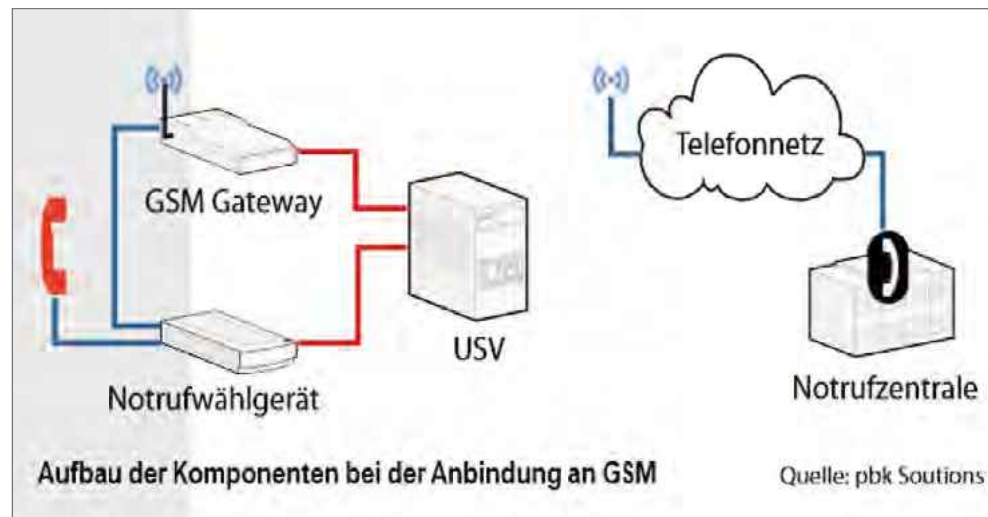 Telefonnetz
GSM Gateway
USV
Notrufwählgerät
Notrufzentrale
Aufbau der Komponenten bei der Anbindung an GSM
Quelle: pbk Soutions